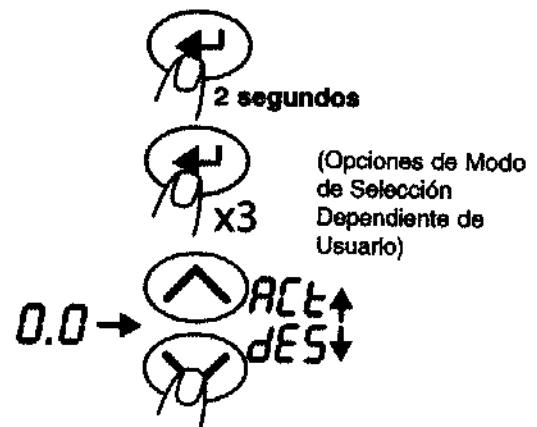 2 segundos
x3
(Opciones de Modo
de Selección
Dependiente de
Usuario)
0.0
ACt
dES